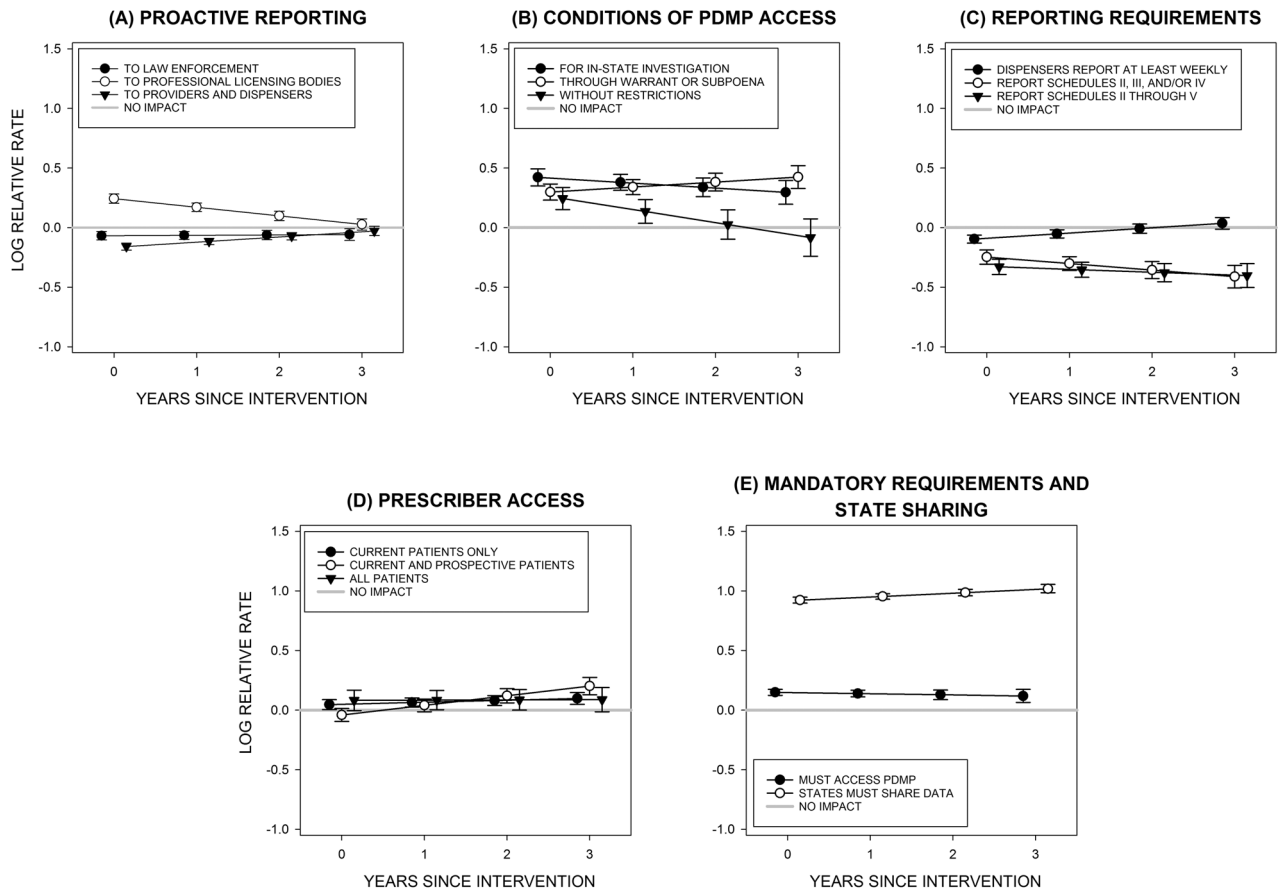 (A) PROACTIVE REPORTING
TO LAW ENFORCEMENT
TO PROFESSIONAL LICENSING BODIES
TO PROVIDERS AND DISPENSERS
NO IMPACT
LOG RELATIVE RATE
1.5
1.0
0.5
0.0
-0.5
-1.0
0 1 2 3
YEARS SINCE INTERVENTION
(B) CONDITIONS OF PDMP ACCESS
FOR IN-STATE INVESTIGATION
THROUGH WARRANT OR SUBPOENA
WITHOUT RESTRICTIONS
NO IMPACT
1.5
1.0
0.5
0.0
-0.5
-1.0
0 1 2 3
YEARS SINCE INTERVENTION
(C) REPORTING REQUIREMENTS
DISPENSERS REPORT AT LEAST WEEKLY
REPORT SCHEDULES II, III, AND/OR IV
REPORT SCHEDULES II THROUGH V
NO IMPACT
1.5
1.0
0.5
0.0
-0.5
-1.0
0 1 2 3
YEARS SINCE INTERVENTION
(D) PRESCRIBER ACCESS
CURRENT PATIENTS ONLY
CURRENT AND PROSPECTIVE PATIENTS
ALL PATIENTS
NO IMPACT
LOG RELATIVE RATE
1.5
1.0
0.5
0.0
-0.5
-1.0
0 1 2 3
YEARS SINCE INTERVENTION
(E) MANDATORY REQUIREMENTS AND
STATE SHARING
1.5
1.0
0.5
0.0
-0.5
-1.0
MUST ACCESS PDMP
STATES MUST SHARE DATA
NO IMPACT
0 1 2 3
YEARS SINCE INTERVENTION